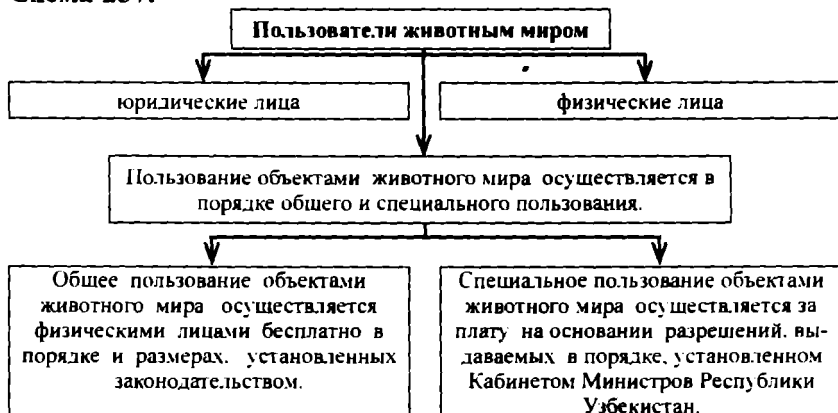 Пользователи животным миром
юридические лица
физические лица
Пользование объектами животного мира осуществляется в
порядке общего и специального пользования.
Общее пользование объектами
животного мира осуществляется
физическими лицами бесплатно в
порядке и размерах, установленных
законодательством.
Специальное пользование объектами
животного мира осуществляется за
плату на основании разрешений, вы-
даваемых в порядке, установленном
Кабинетом Министров Республики
Узбекистан.